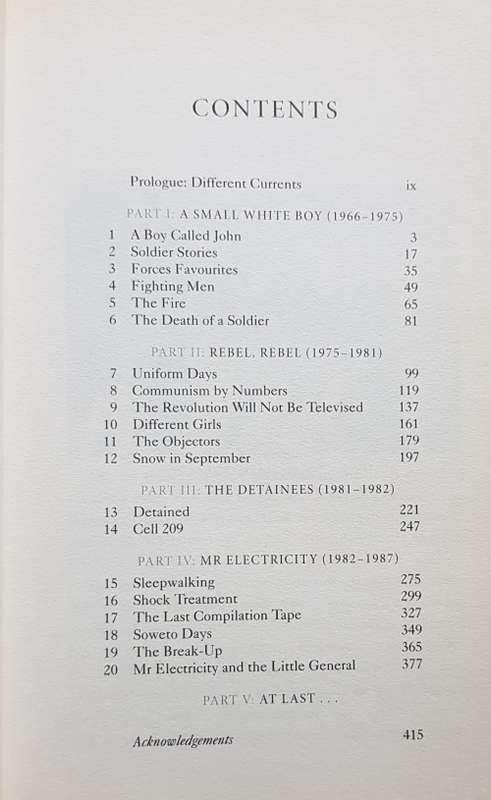 CONTENTS
Prologue: Different Currents ix
PART I: A SMALL WHITE BOY (1966–1975)
1 A Boy Called John 3
2 Soldier Stories 17
3 Forces Favourites 35
4 Fighting Men 49
5 The Fire 65
6 The Death of a Soldier 81
PART II: REBEL, REBEL (1975–1981)
7 Uniform Days 99
8 Communism by Numbers 119
9 The Revolution Will Not Be Televised 137
10 Different Girls 161
11 The Objectors 179
12 Snow in September 197
PART III: THE DETAINEES (1981–1982)
13 Detained 221
14 Cell 209 247
PART IV: MR ELECTRICITY (1982–1987)
15 Sleepwalking 275
16 Shock Treatment 299
17 The Last Compilation Tape 327
18 Soweto Days 349
19 The Break-Up 365
20 Mr Electricity and the Little General 377
PART V: AT LAST . . .
Acknowledgements 415